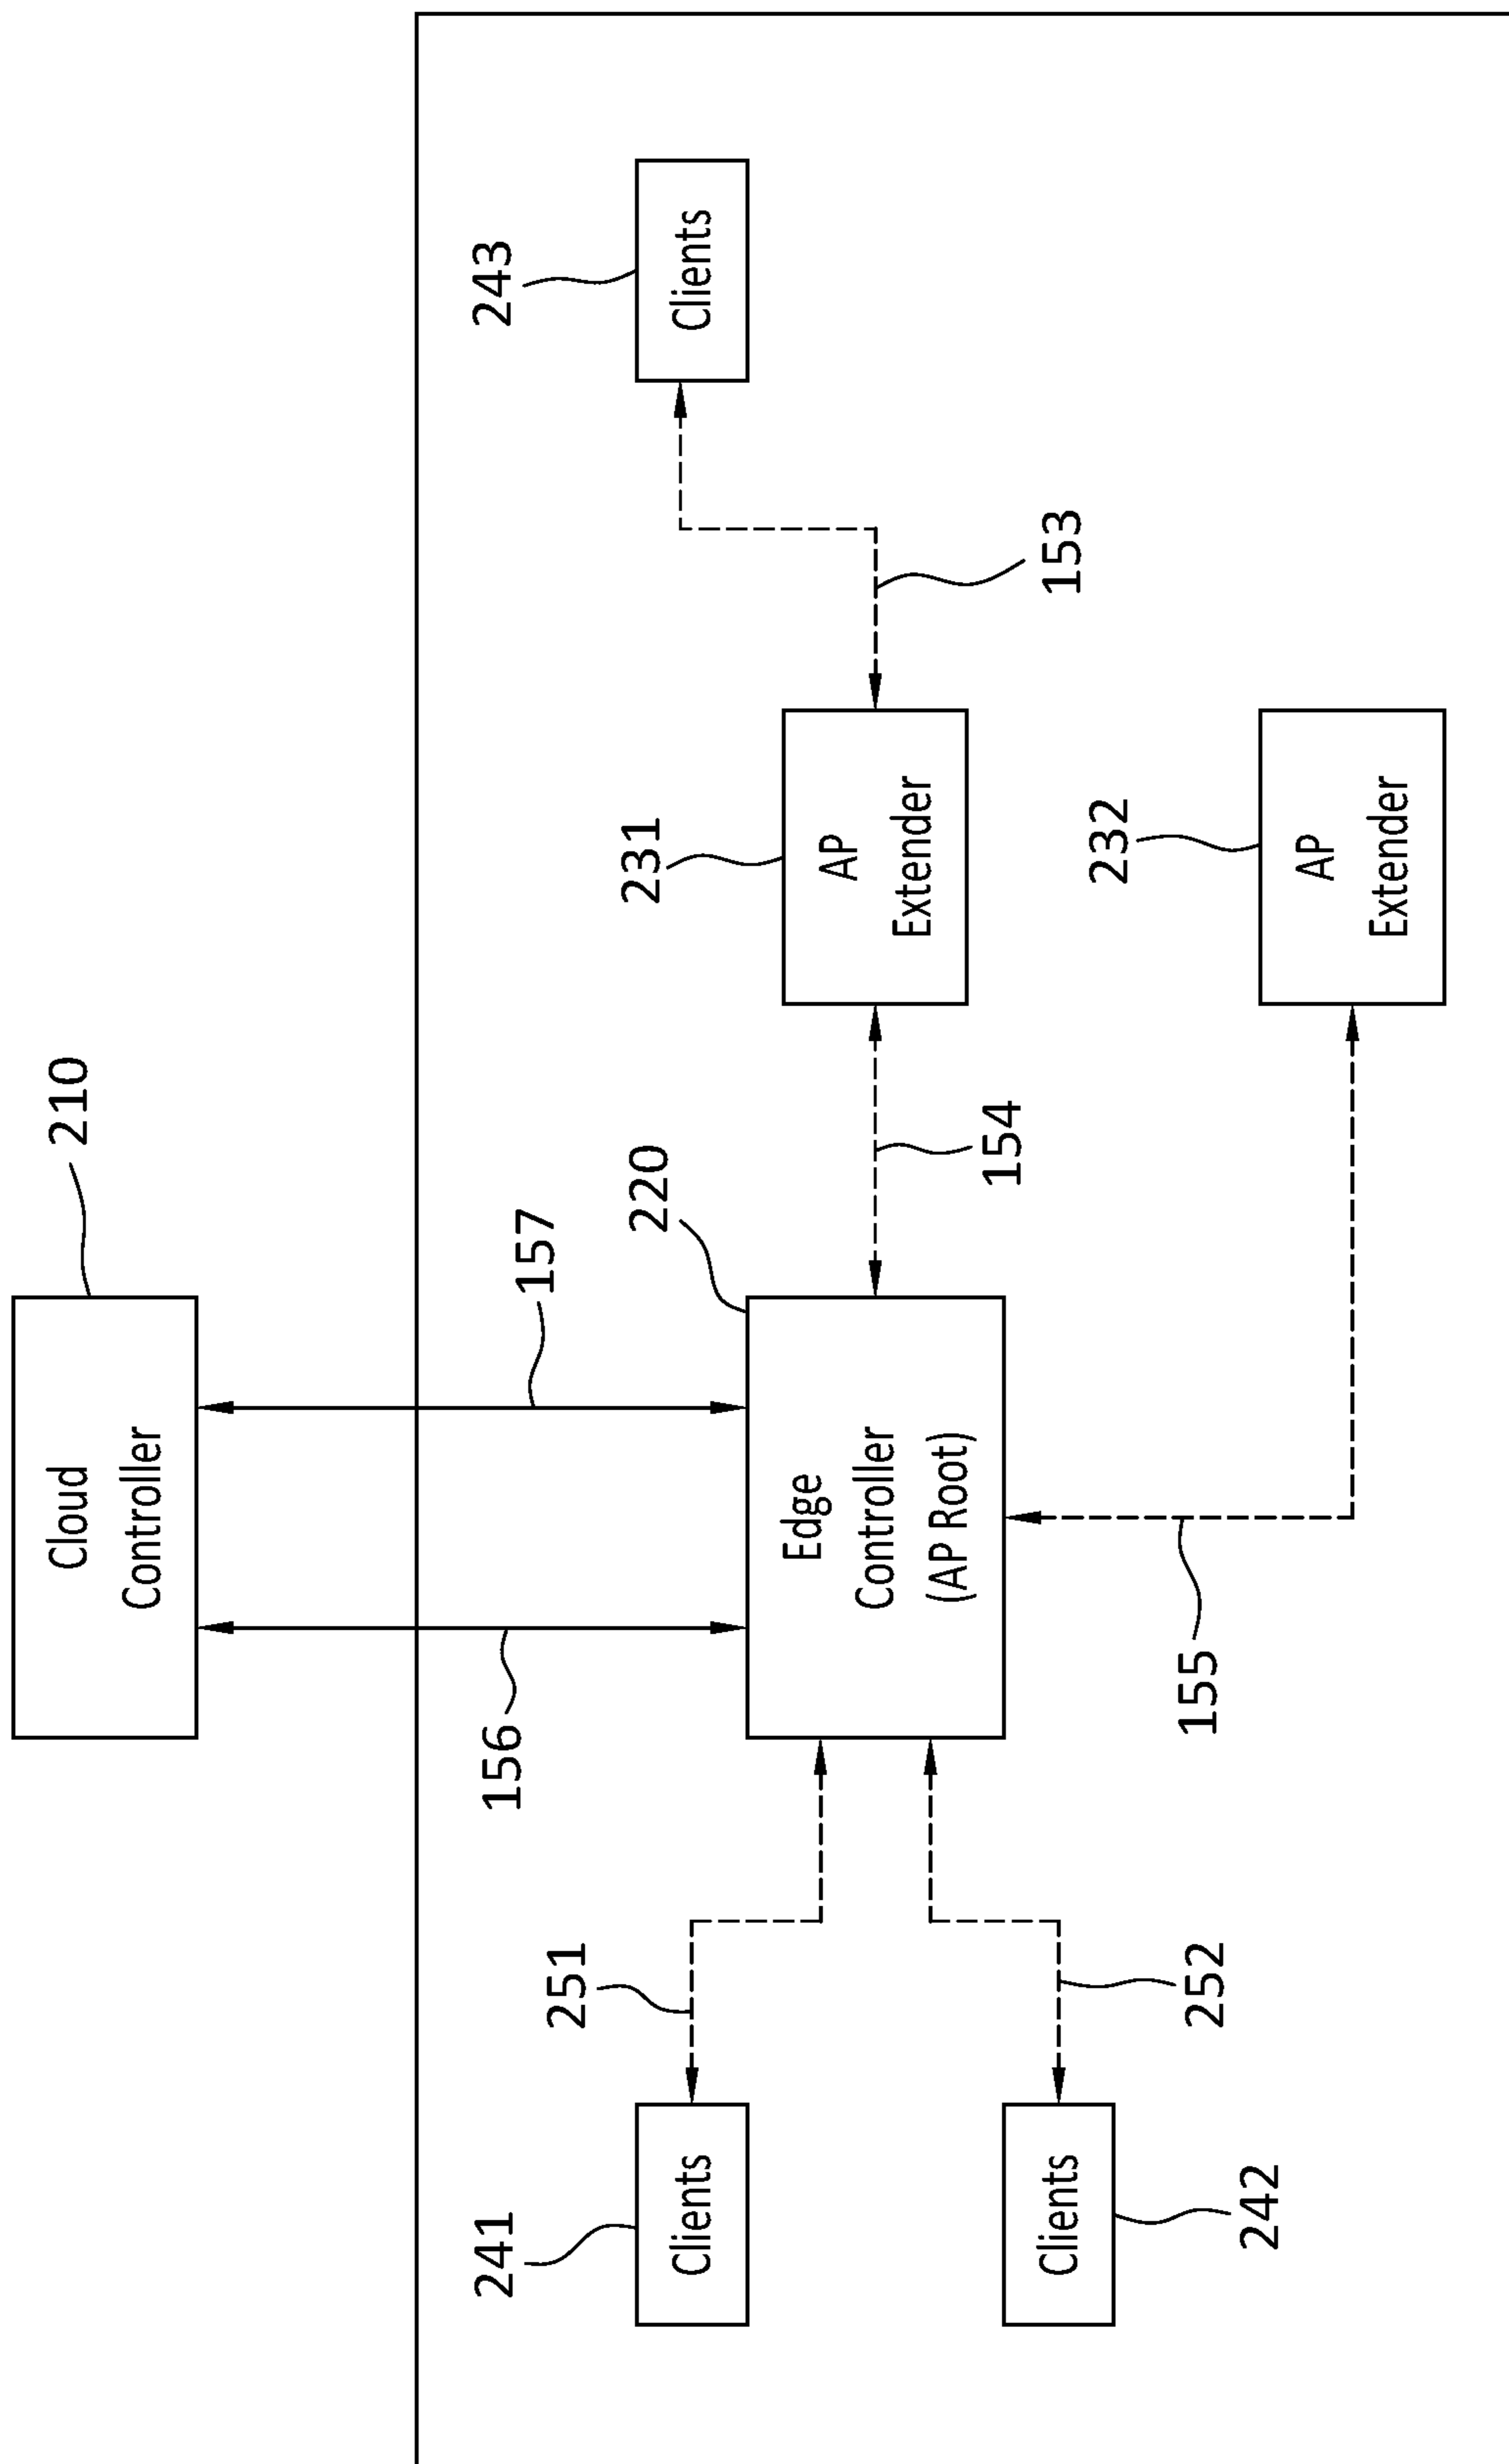 210
Cloud
Controller
156
157
220
Edge
Controller
(AP Root)
241
Clients
251
242
Clients
252
155
154
231
AP
Extender
153
243
Clients
232
AP
Extender